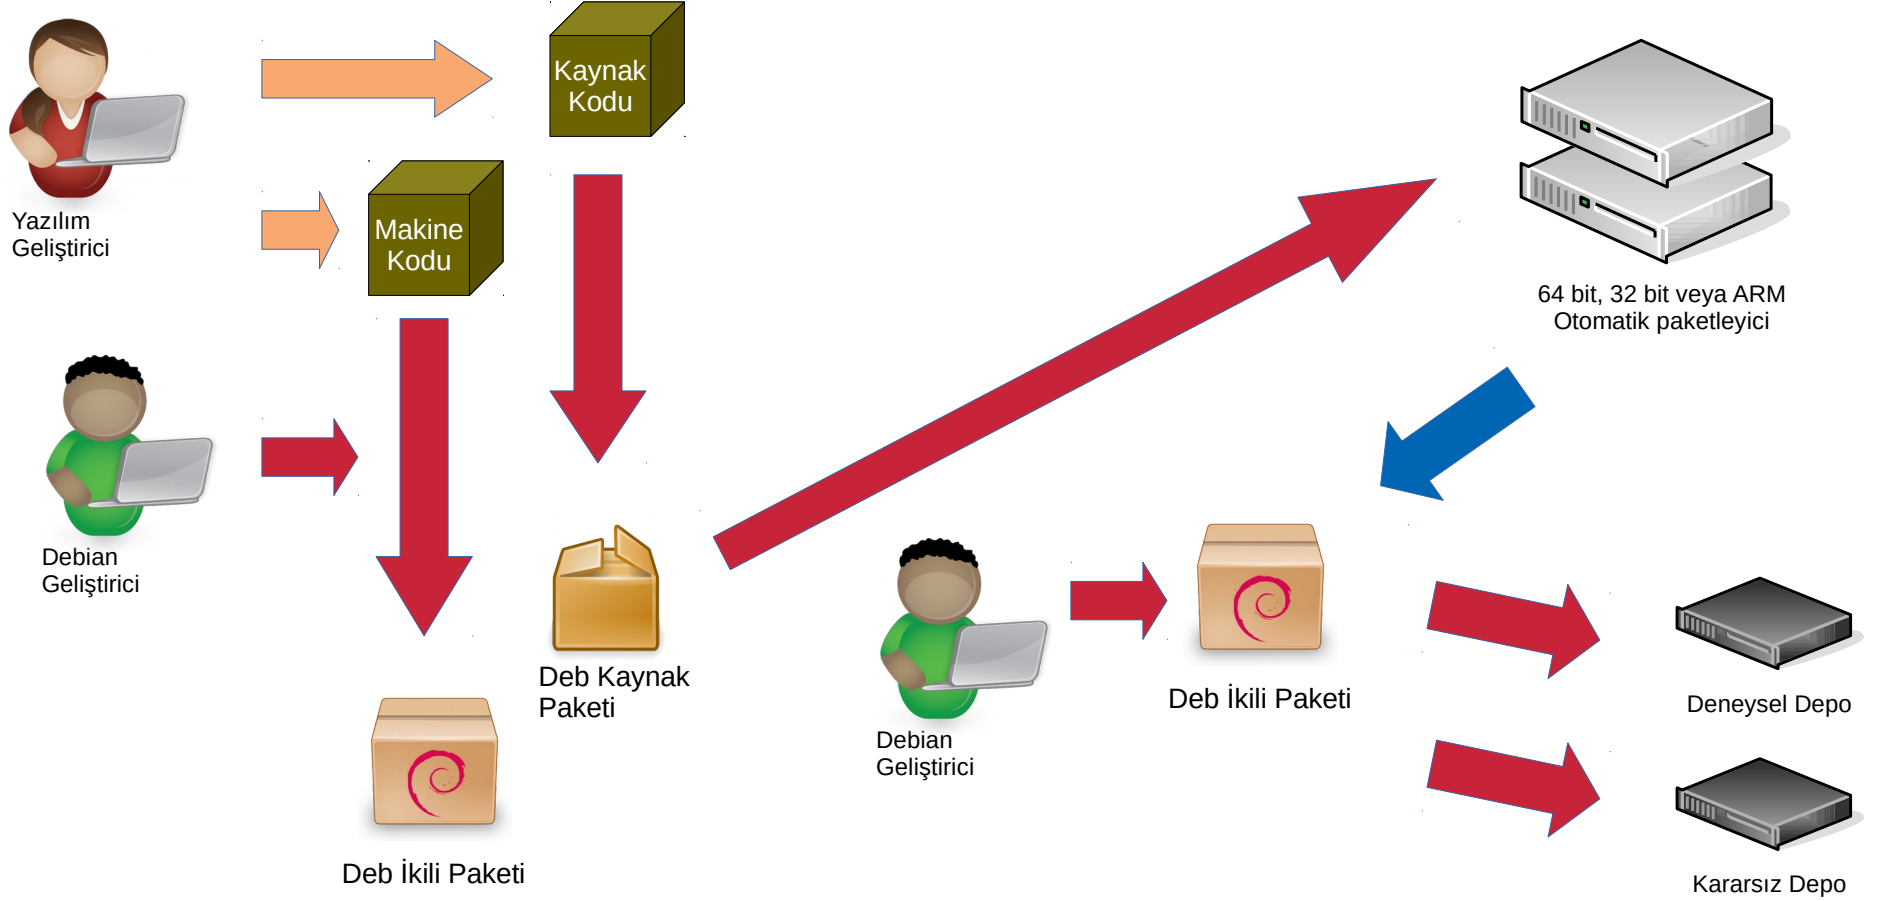 Kaynak
Kodu
Yazılım
Geliştirici
Makine
Kodu
64 bit, 32 bit veya ARM
Otomatik paketleyici
Debian
Geliştirici
Deb Kaynak
Paketi
Deb İkili Paketi
Deneysel Depo
Debian
Geliştirici
Deb İkili Paketi
Kararsız Depo